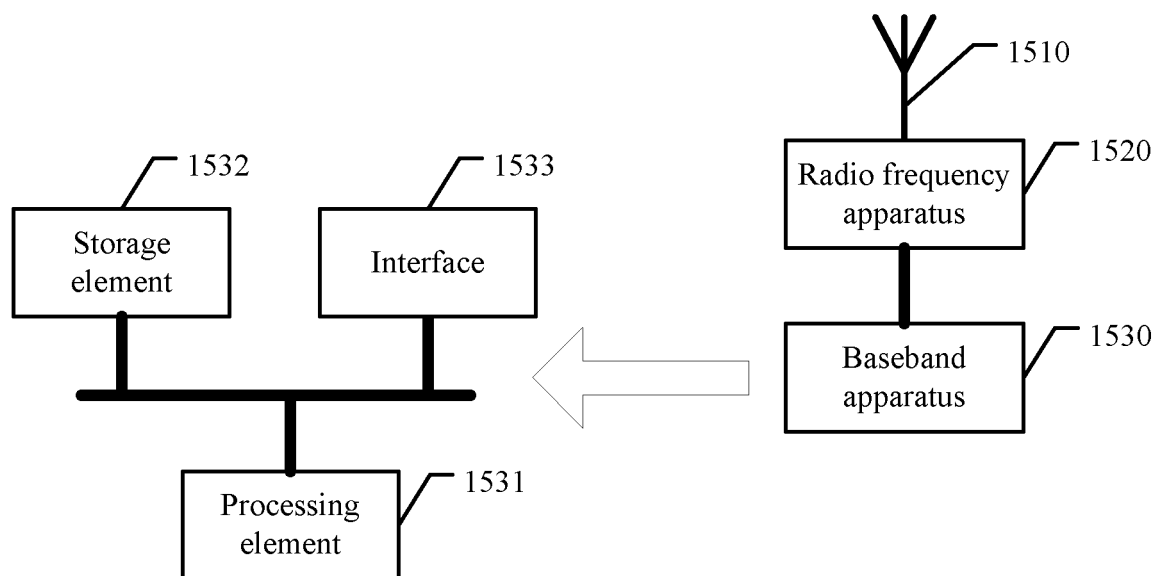 1510
1532
1533
1520
Radio frequency
apparatus
Storage
element
Interface
1530
Baseband
apparatus
1531
Processing
element